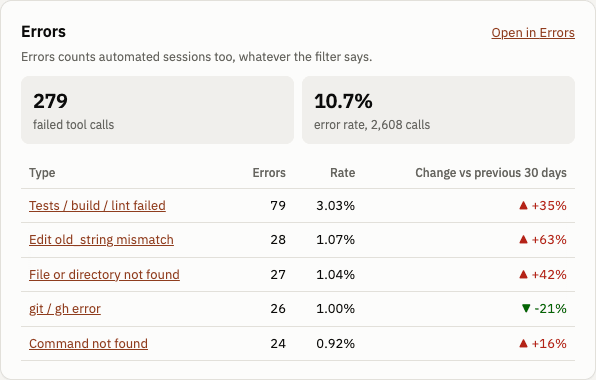 Errors
Open in Errors
Errors counts automated sessions too, whatever the filter says.
279
failed tool calls
10.7%
error rate, 2,608 calls
Type Errors Rate Change vs previous 30 days
Tests / build / lint failed 79 3.03% ▲ +35%
Edit old_string mismatch 28 1.07% ▲ +63%
File or directory not found 27 1.04% ▲ +42%
git / gh error 26 1.00% ▼ -21%
Command not found 24 0.92% ▲ +16%